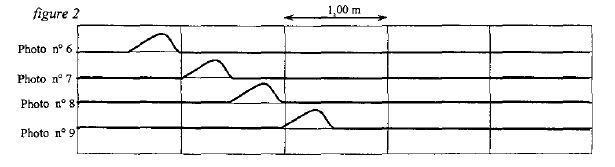 figure 2
1,00 m
Photo n° 6
Photo n° 7
Photo n° 8
Photo n° 9